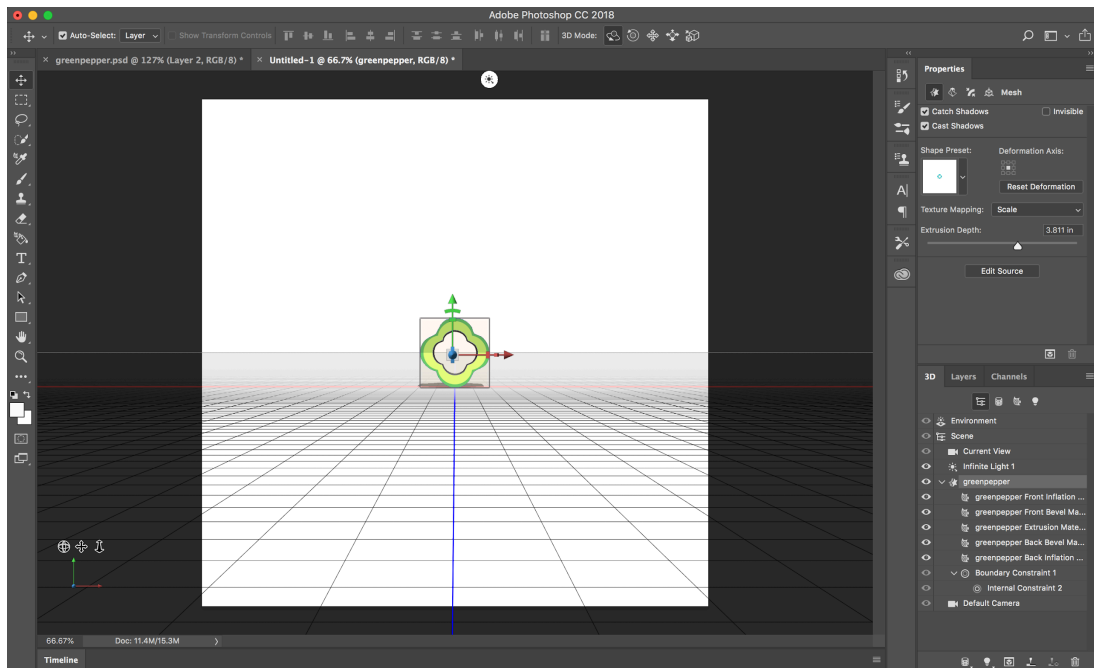 Adobe Photoshop CC 2018
Auto-Select: Layer Show Transform Controls 3D Mode:
× greenpepper.psd @ 127% (Layer 2, RGB/8) * × Untitled-1 @ 66.7% (greenpepper, RGB/8) *
Properties
Mesh
Catch Shadows Invisible
Cast Shadows
Shape Preset: Deformation Axis:
Reset Deformation
Texture Mapping: Scale
Extrusion Depth: 3.811 in
Edit Source
3D Layers Channels
Environment
Scene
Current View
Infinite Light 1
greenpepper
greenpepper Front Inflation ...
greenpepper Front Bevel Ma...
greenpepper Extrusion Mate...
greenpepper Back Bevel Ma...
greenpepper Back Inflation ...
Boundary Constraint 1
Internal Constraint 2
Default Camera
66.67% Doc: 11.4M/15.3M
Timeline